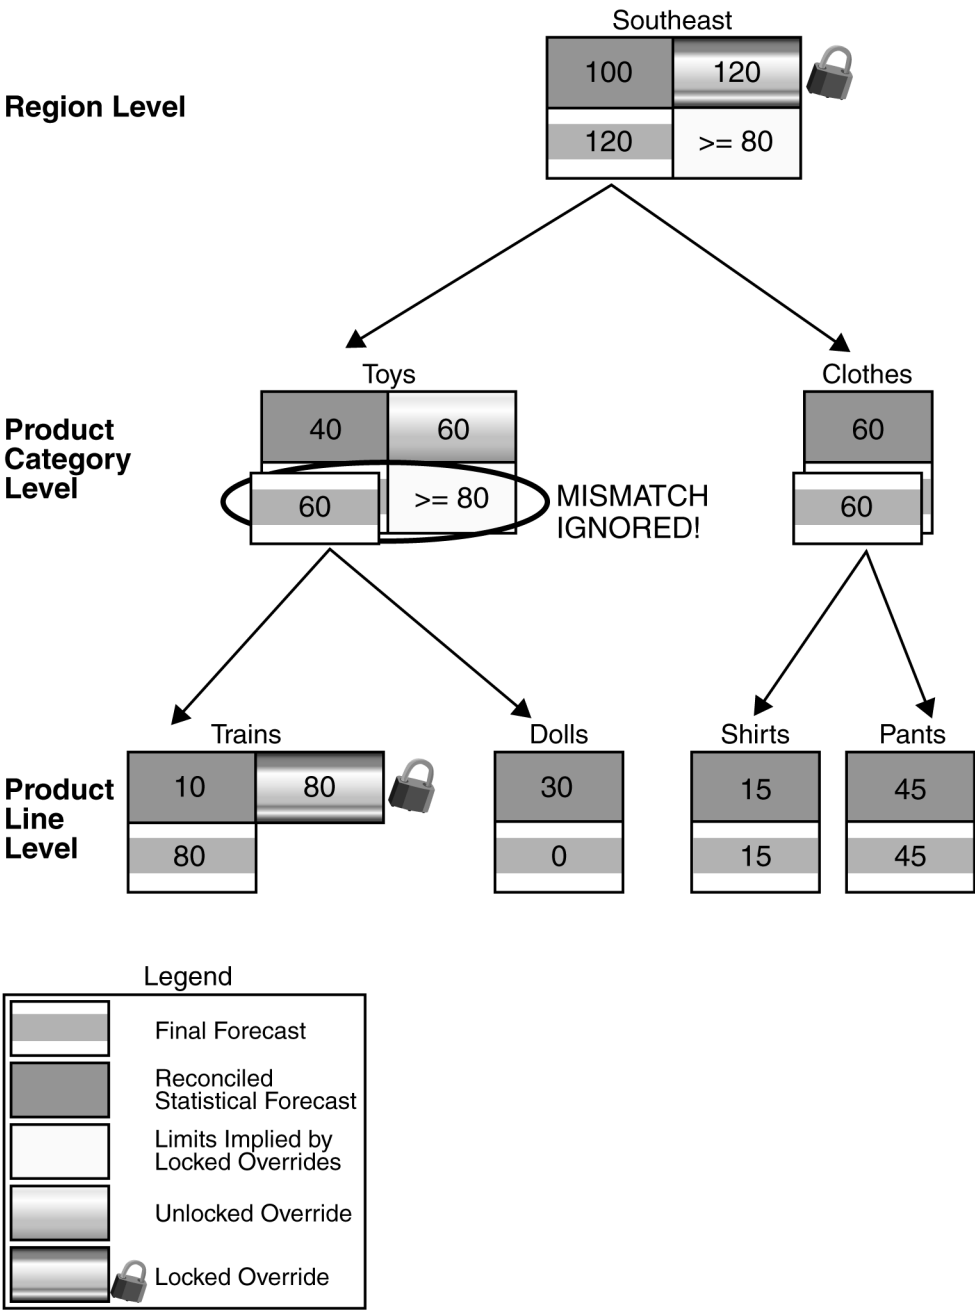 Southeast
100
120
Region Level
120
>= 80
Toys
Clothes
40
60
60
Product
Category
Level
60
>= 80
MISMATCH
IGNORED!
60
Trains
Dolls
Shirts
Pants
10
80
30
15
45
Product
Line
Level
80
0
15
45
Legend
Final Forecast
Reconciled
Statistical Forecast
Limits Implied by
Locked Overrides
Unlocked Override
Locked Override